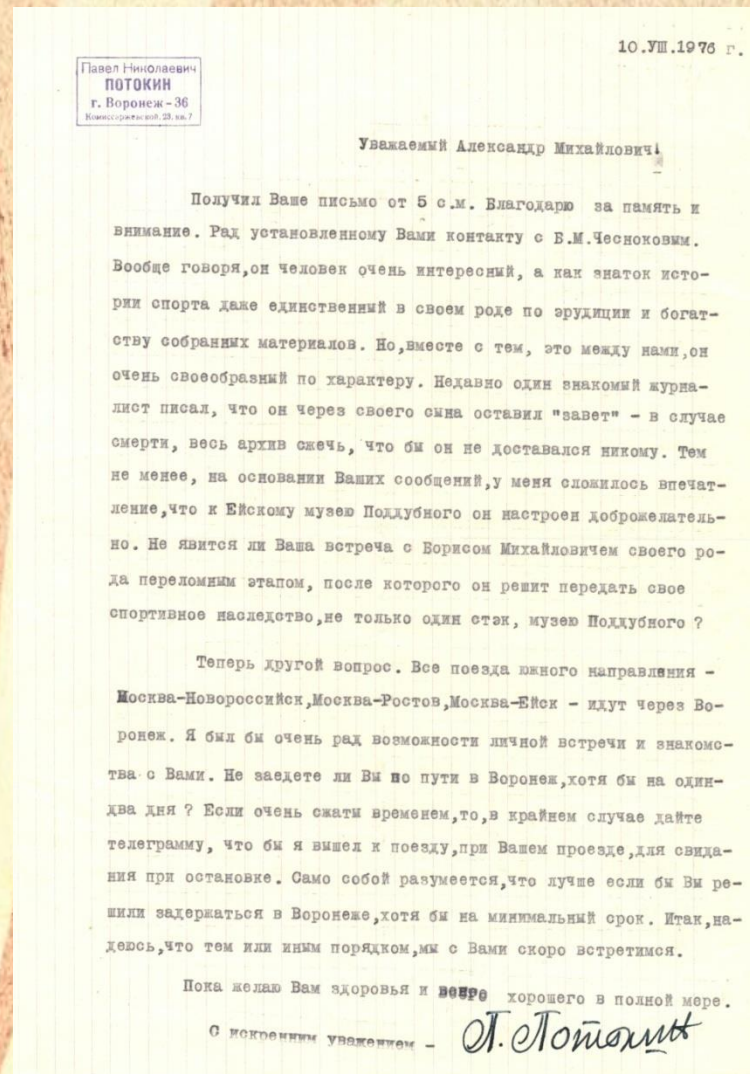 10.УШ.1976 г.
Павел Николаевич
ПОТОКИН
г. Воронеж-36
Комиссаржевской, 23, кв. 7
Уважаемый Александр Михайлович!
Получил Ваше письмо от 5 с.м. Благодарю за память и
внимание. Рад установленному Вами контакту с Б.М.Чесноковым.
Вообще говоря,он человек очень интересный, а как знаток исто-
рии спорта даже единственный в своем роде по эрудиции и богат-
ству собранных материалов. Но,вместе с тем, это между нами,он
очень своеобразный по характеру. Недавно один знакомый журна-
лист писал, что он через своего сына оставил "завет" - в случае
смерти, весь архив сжечь, что бы он не доставался никому. Тем
не менее, на основании Ваших сообщений,у меня сложилось впечат-
ление,что к Ейскому музею Поддубного он настроен доброжелатель-
но. Не явится ли Ваша встреча с Борисом Михайловичем своего ро-
да переломным этапом, после которого он решит передать свое
спортивное наследство,не только один стэк, музею Поддубного ?
Теперь другой вопрос. Все поезда южного направления -
Москва-Новороссийск,Москва-Ростов,Москва-Ейск - идут через Во-
ронеж. Я был бы очень рад возможности личной встречи и знакомс-
тва с Вами. Не заедете ли Вы по пути в Воронеж,хотя бы на один-
два дня ? Если очень сжаты временем,то,в крайнем случае дайте
телеграмму, что бы я вышел к поезду,при Вашем проезде,для свида-
ния при остановке. Само собой разумеется,что лучше если бы Вы ре-
шили задержаться в Воронеже,хотя бы на минимальный срок. Итак,на-
деюсь,что тем или иным порядком,мы с Вами скоро встретимся.
Пока желаю Вам здоровья и всего хорошего в полной мере.
С искренним уважением - П. Потокин